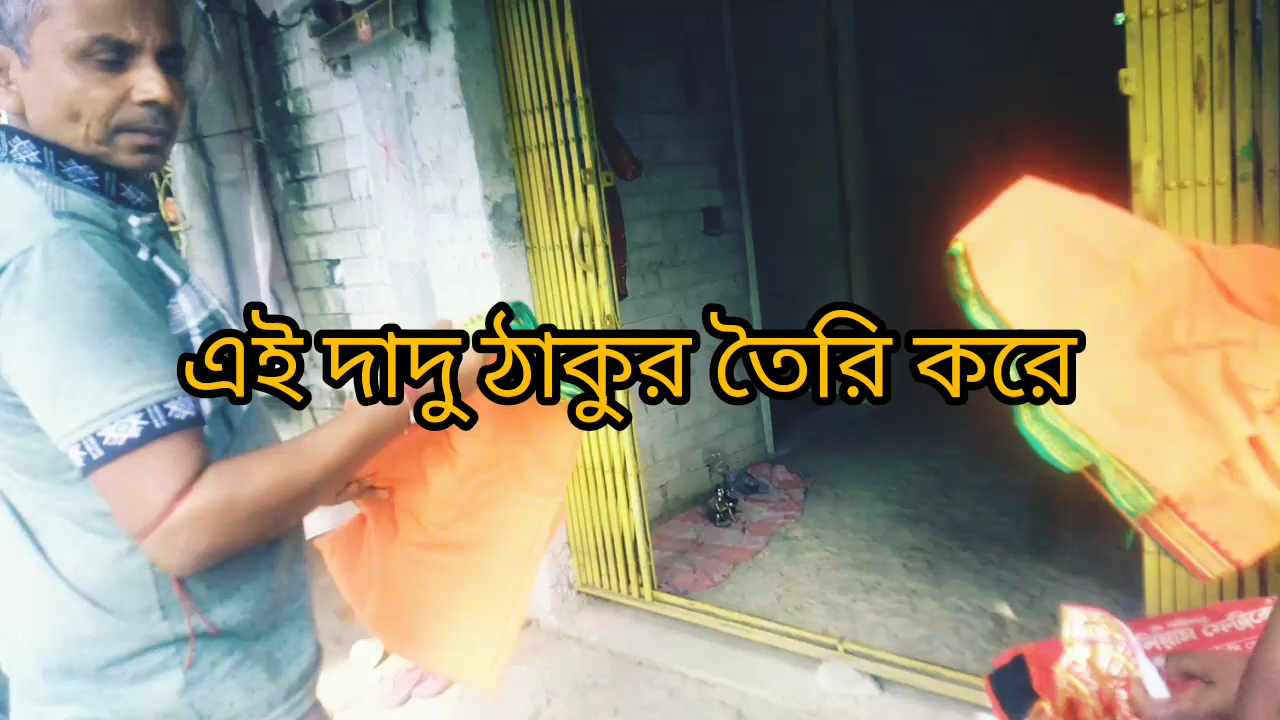 এই দাদু ঠাকুর তৈরি করে